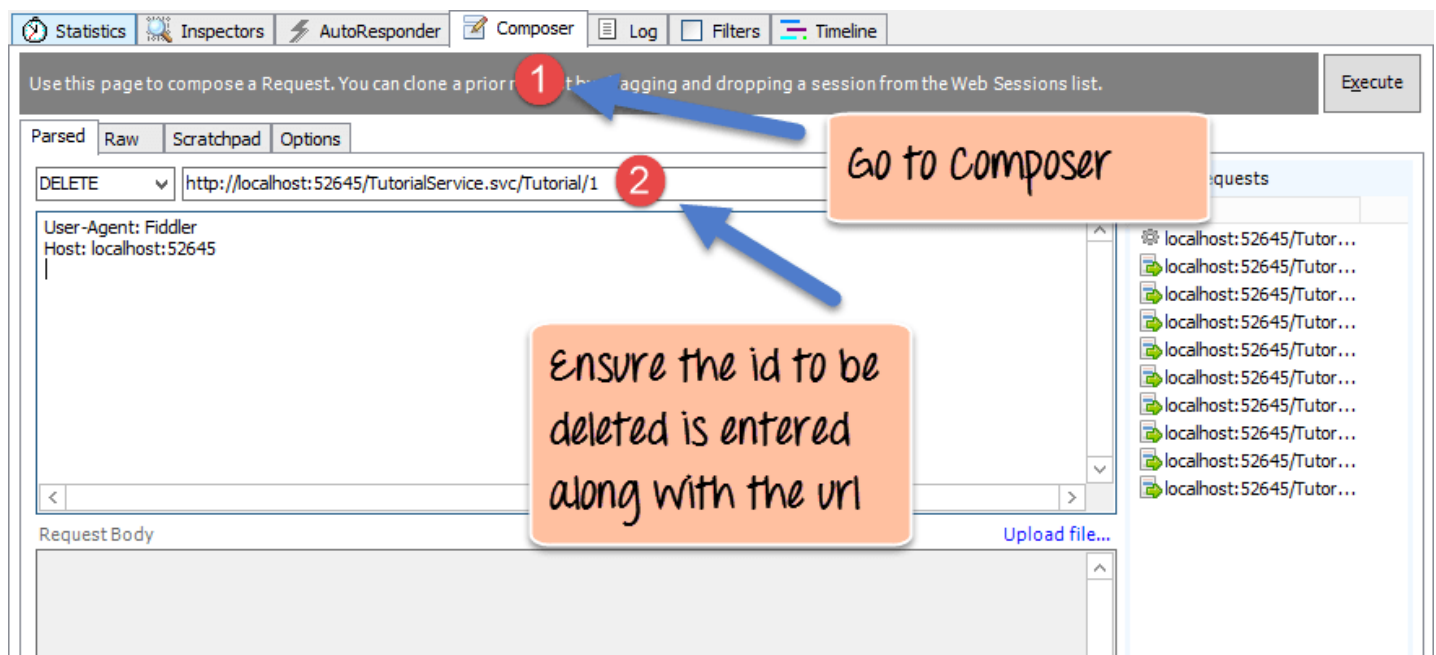 Statistics Inspectors AutoResponder Composer Log Filters Timeline
Use this page to compose a Request. You can clone a prior agging and dropping a session from the Web Sessions list. Execute
1
Parsed Raw Scratchpad Options
Go to Composer
DELETE http://localhost:52645/TutorialService.svc/Tutorial/1 2
User-Agent: Fiddler
Host: localhost:52645
quests
localhost:52645/Tutor...
localhost:52645/Tutor...
localhost:52645/Tutor...
localhost:52645/Tutor...
localhost:52645/Tutor...
localhost:52645/Tutor...
localhost:52645/Tutor...
localhost:52645/Tutor...
localhost:52645/Tutor...
localhost:52645/Tutor...
Ensure the id to be
deleted is entered
along with the url
Request Body Upload file...